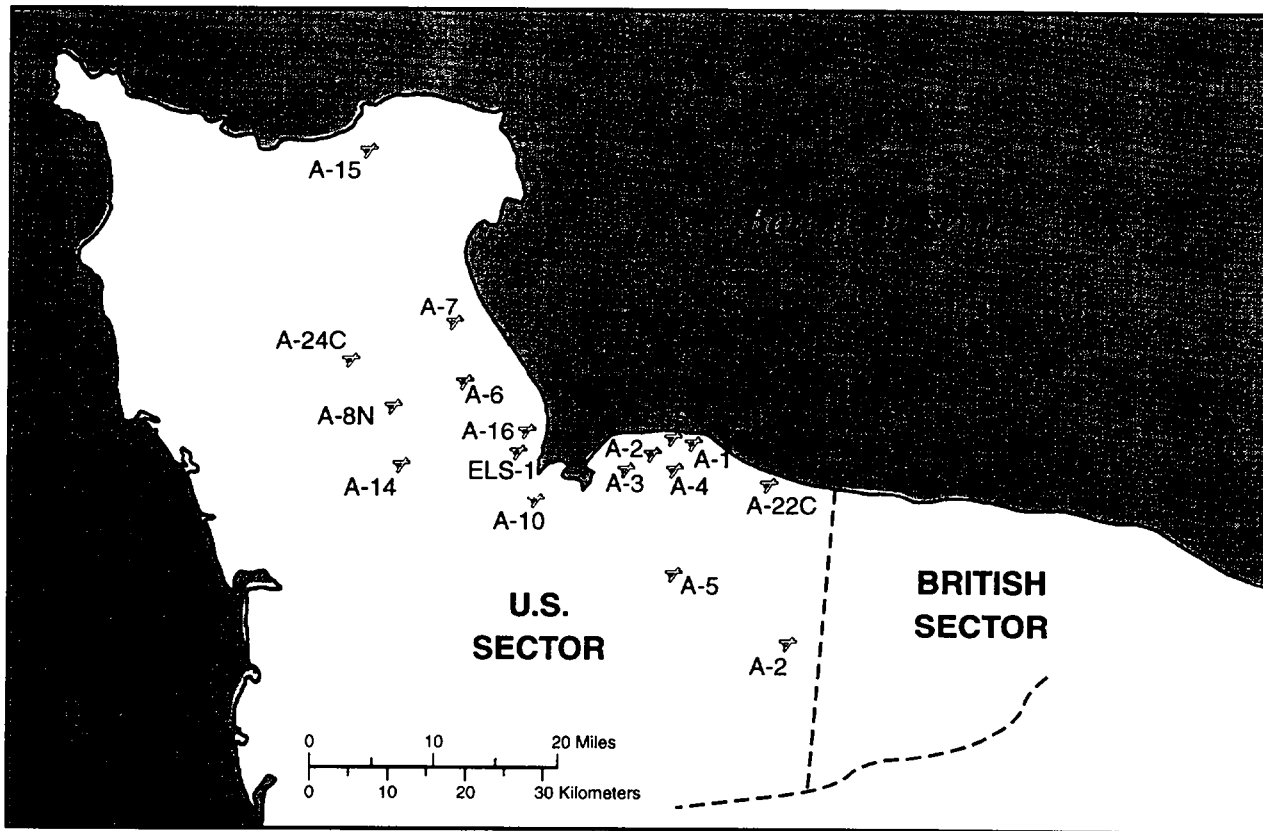 A-15
A-7
A-24C
A-6
A-8N
A-16
A-2
A-1
ELS-1
A-3
A-4
A-14
A-22C
A-10
A-5
U.S.
SECTOR
BRITISH
SECTOR
A-2
0 10 20 Miles
0 10 20 30 Kilometers